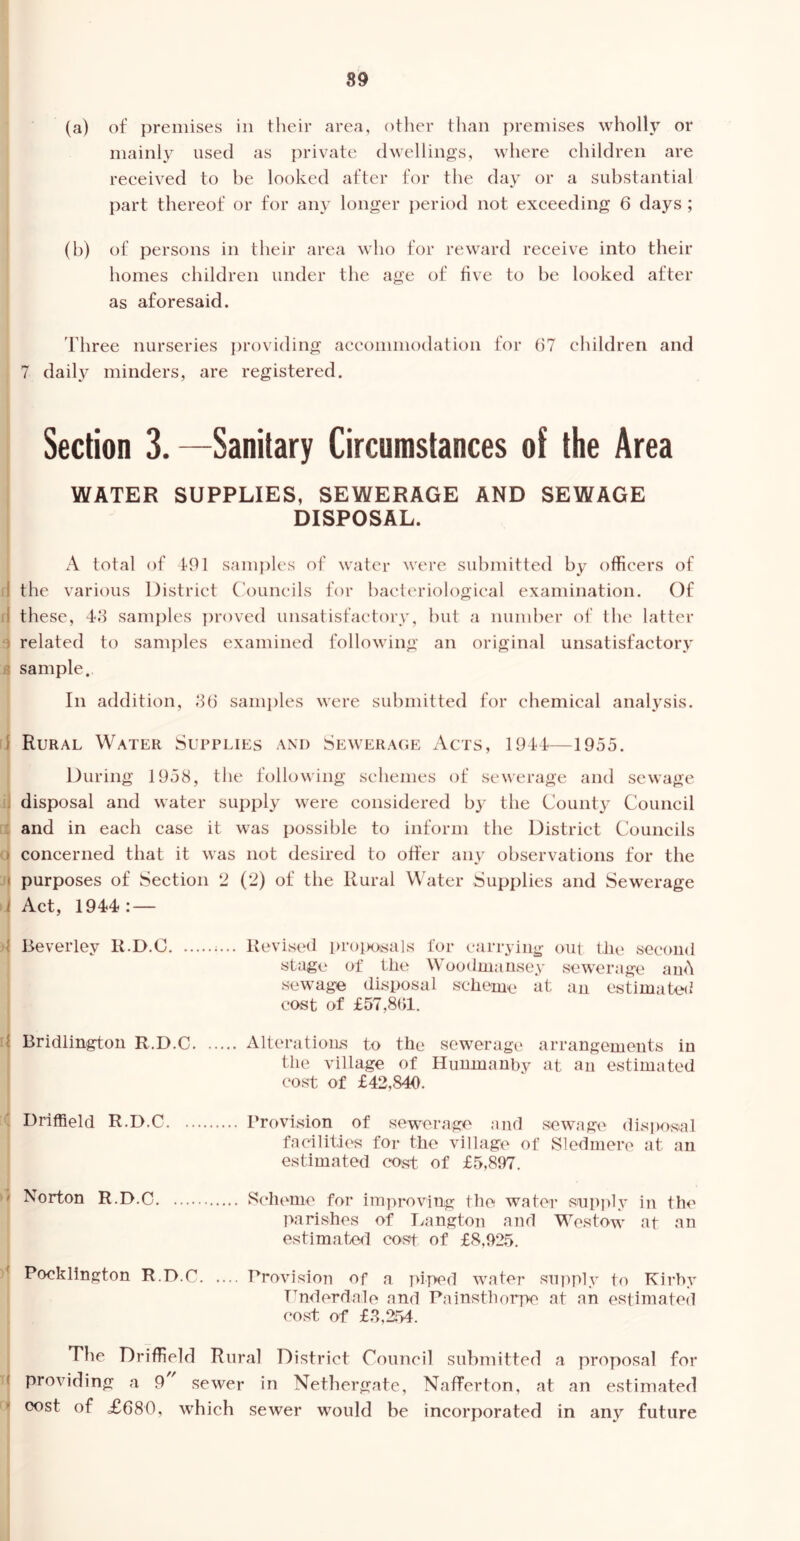 89
(a) of premises in their area, other than premises wholly or
mainly used as private dwellings, where children are
received to be looked after for the day or a substantial
part thereof or for any longer period not exceeding 6 days ;
(b) of persons in their area who for reward receive into their
homes children under the age of five to be looked after
as aforesaid.
Three nurseries providing accommodation for 67 children and
7 daily minders, are registered.
Section 3. —Sanitary Circumstances of the Area
WATER SUPPLIES, SEWERAGE AND SEWAGE
DISPOSAL.
A total of 491 samples of water were submitted by officers of
the various District Councils for bacteriological examination. Of
these, 43 samples proved unsatisfactory, but a number of the latter
related to samples examined following an original unsatisfactory
sample.
In addition, 36 samples were submitted for chemical analysis.
Rural Water Supplies and Sewerage Acts, 1944—1955.
During 1958, the following schemes of sewerage and sewage
disposal and water supply were considered by the County Council
and in each case it was possible to inform the District Councils
concerned that it was not desired to offer any observations for the
purposes of Section 2 (2) of the Rural Water Supplies and Sewerage
Act, 1944 :—
Beverley R.D.C. .......... Revised proposals for carrying out the second
stage of the Woodmansey sewerage and
sewage disposal scheme at an estimated
cost of £57,861.
Bridlington R.D.C. ..... Alterations to the sewerage arrangements in
the village of Hunmanby at an estimated
cost of £42,840.
Driffield R.D.C. .......... Provision of sewerage and sewage disposal
facilities for the village of Sledmere at an
estimated cost of £5,897.
Norton R.D.C. ............ Scheme for improving the water supply in the
parishes of Langton and Westow at an
estimated cost of £8,925.
Pocklington R.D.C. .... Provision of a piped water supply to Kirby
Underdale and Painsthorpe at an estimated
cost of £3,254.
The Driffield Rural District Council submitted a proposal for
providing a 9″ sewer in Nethergate, Nafferton, at an estimated
cost of £680, which sewer would be incorporated in any future